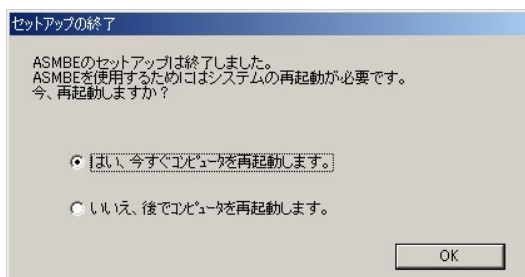 セットアップの終了
ASMBEのセットアップは終了しました。
ASMBEを使用するためにはシステムの再起動が必要です。
今、再起動しますか？
はい、今すぐｺﾝﾋﾟｭｰﾀを再起動します。
いいえ、後でｺﾝﾋﾟｭｰﾀを再起動します。
OK